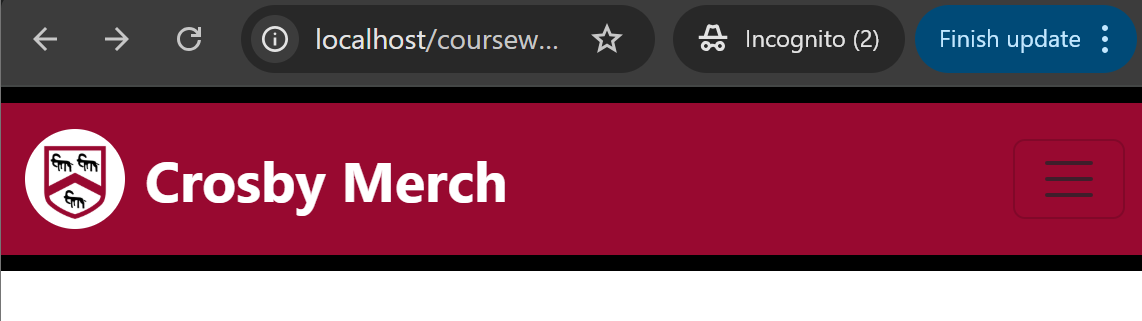 localhost/coursew...
Incognito (2)
Finish update
Crosby Merch